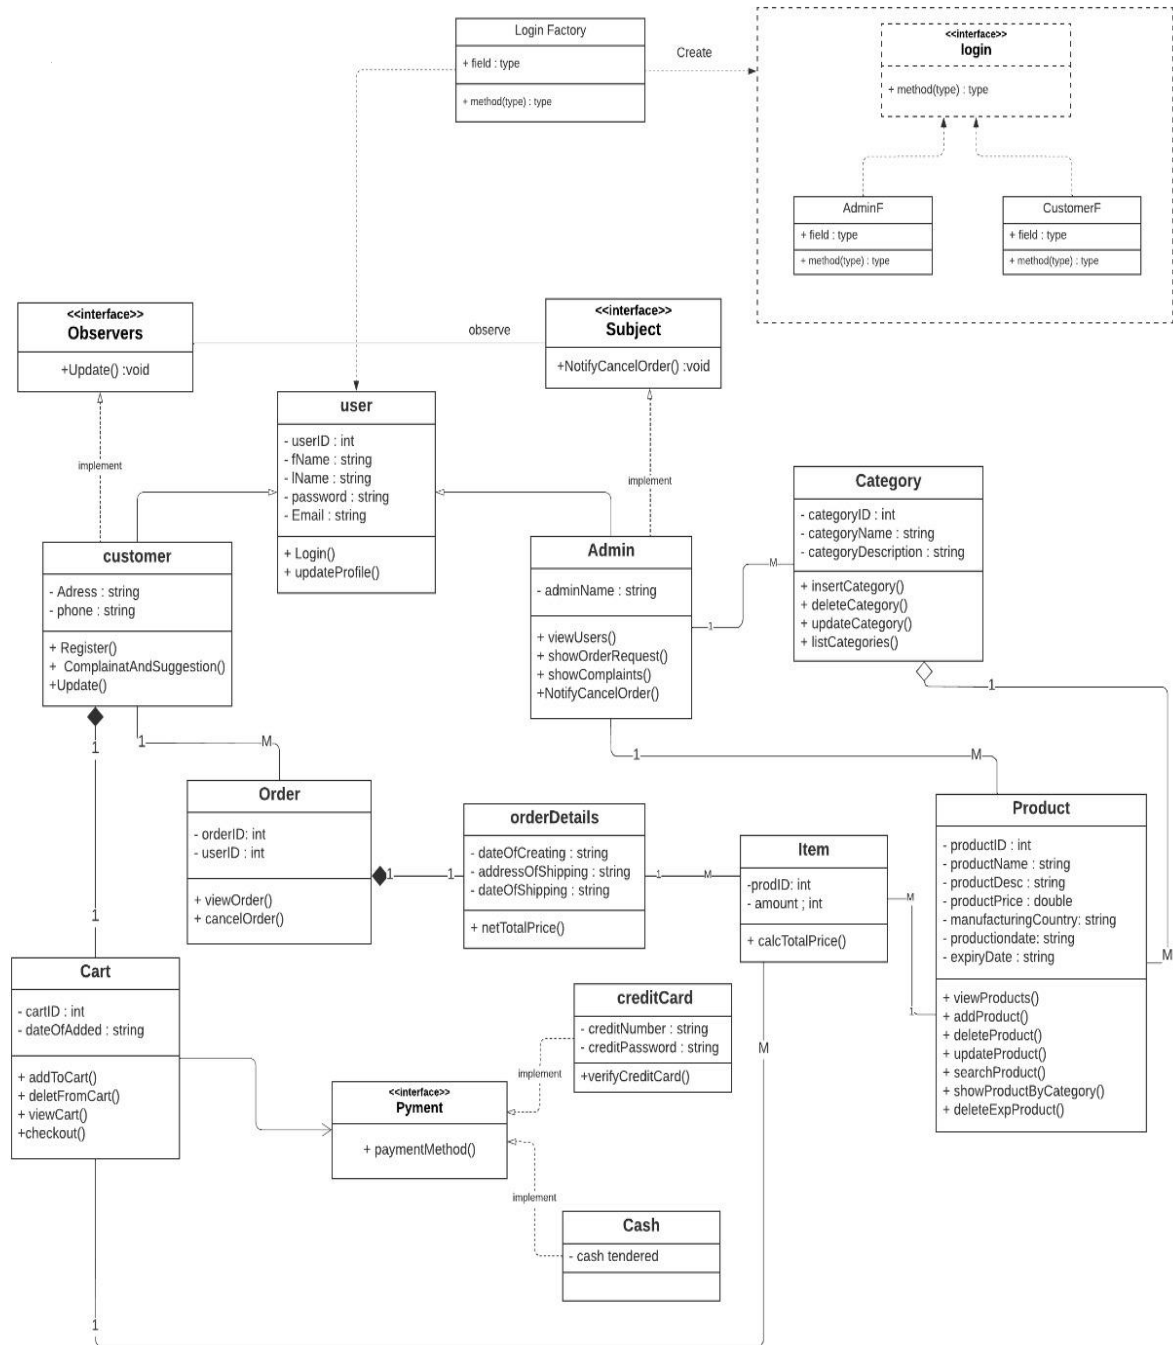 Login Factory
+ field : type
+ method(type) : type
Create
<<interface>>
login
+ method(type) : type
AdminF
+ field : type
+ method(type) : type
CustomerF
+ field : type
+ method(type) : type
<<interface>>
Observers
+Update() :void
observe
<<interface>>
Subject
+NotifyCancelOrder() :void
implement
implement
user
- userID : int
- fName : string
- lName : string
- password : string
- Email : string
+ Login()
+ updateProfile()
customer
- Adress : string
- phone : string
+ Register()
+ ComplainatAndSuggestion()
+Update()
Admin
- adminName : string
+ viewUsers()
+ showOrderRequest()
+ showComplaints()
+NotifyCancelOrder()
Category
- categoryID : int
- categoryName : string
- categoryDescription : string
+ insertCategory()
+ deleteCategory()
+ updateCategory()
+ listCategories()
1
M
1
M
1
M
1
M
1
1
Order
- orderID: int
- userID : int
+ viewOrder()
+ cancelOrder()
1
1
orderDetails
- dateOfCreating : string
- addressOfShipping : string
- dateOfShipping : string
+ netTotalPrice()
1
M
Item
-prodID: int
- amount ; int
+ calcTotalPrice()
M
1
Product
- productID : int
- productName : string
- productDesc : string
- productPrice : double
- manufacturingCountry: string
- productiondate: string
- expiryDate : string
+ viewProducts()
+ addProduct()
+ deleteProduct()
+ updateProduct()
+ searchProduct()
+ showProductByCategory()
+ deleteExpProduct()
Cart
- cartID : int
- dateOfAdded : string
+ addToCart()
+ deletFromCart()
+ viewCart()
+checkout()
<<interface>>
Pyment
+ paymentMethod()
implement
creditCard
- creditNumber : string
- creditPassword : string
+verifyCreditCard()
implement
Cash
- cash tendered
M
1